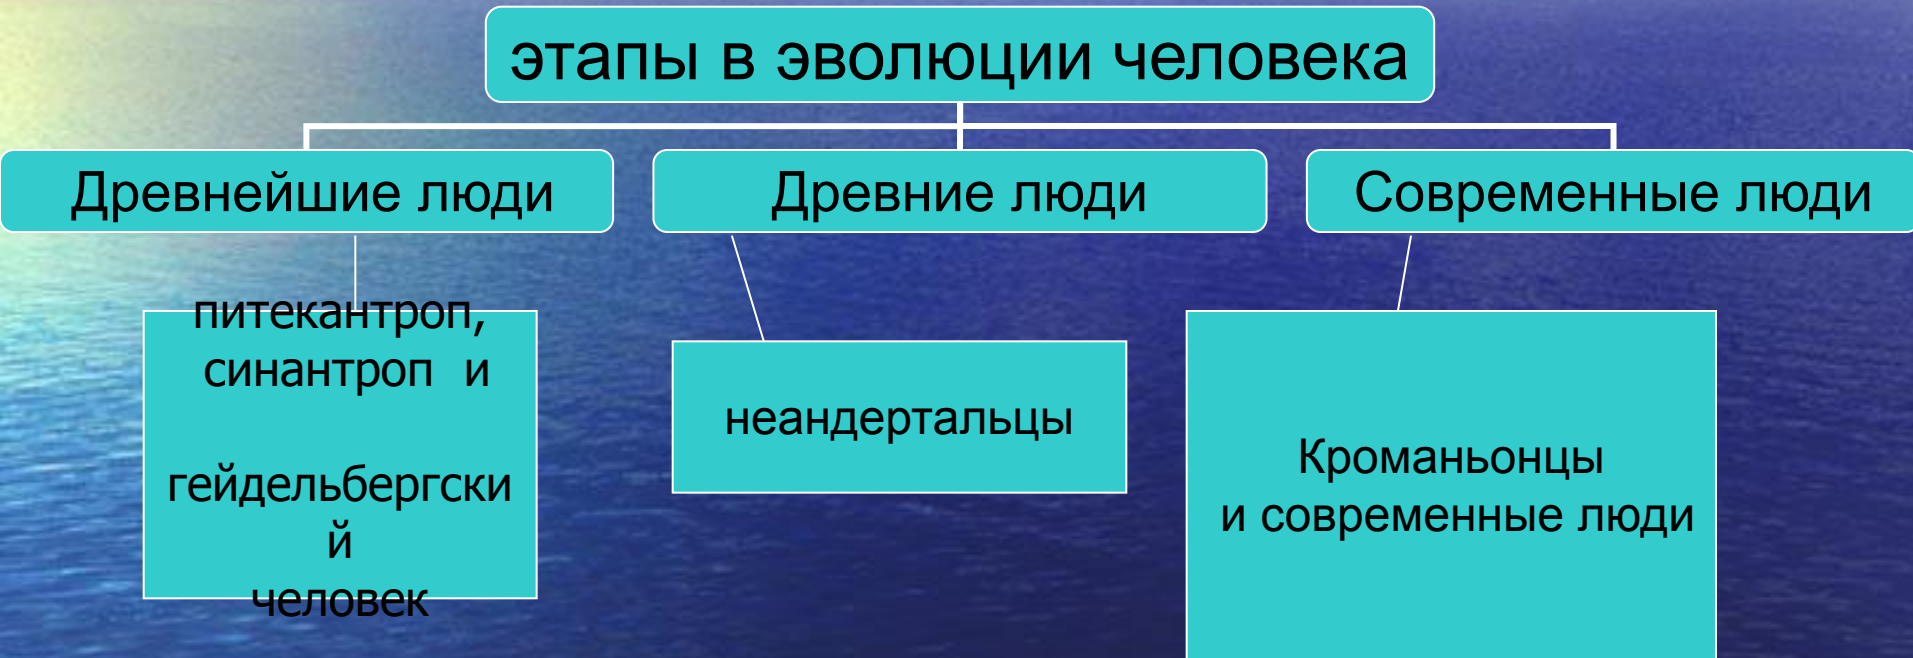 этапы в эволюции человека
Древнейшие люди
Древние люди
Современные люди
питекантроп,
синантроп и
гейдельбергски
й
человек
неандертальцы
Кроманьонцы
и современные люди